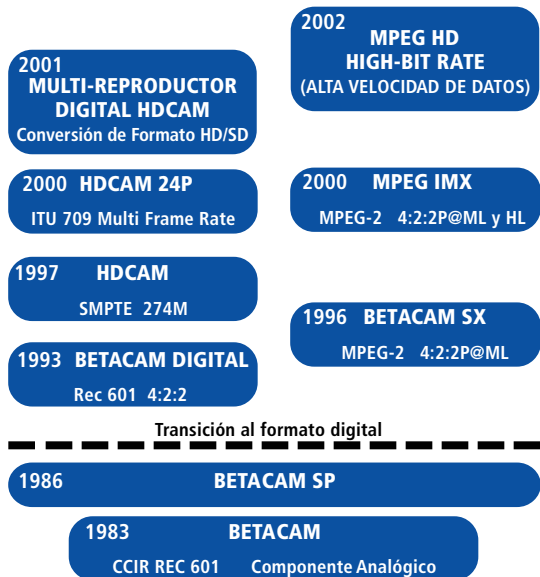 2001
MULTI-REPRODUCTOR
DIGITAL HDCAM
Conversión de Formato HD/SD
2002
MPEG HD
HIGH-BIT RATE
(ALTA VELOCIDAD DE DATOS)
2000 HDCAM 24P
ITU 709 Multi Frame Rate
2000 MPEG IMX
MPEG-2 4:2:2P@ML y HL
1997 HDCAM
SMPTE 274M
1996 BETACAM SX
MPEG-2 4:2:2P@ML
1993 BETACAM DIGITAL
Rec 601 4:2:2
Transición al formato digital
1986 BETACAM SP
1983 BETACAM
CCIR REC 601 Componente Analógico